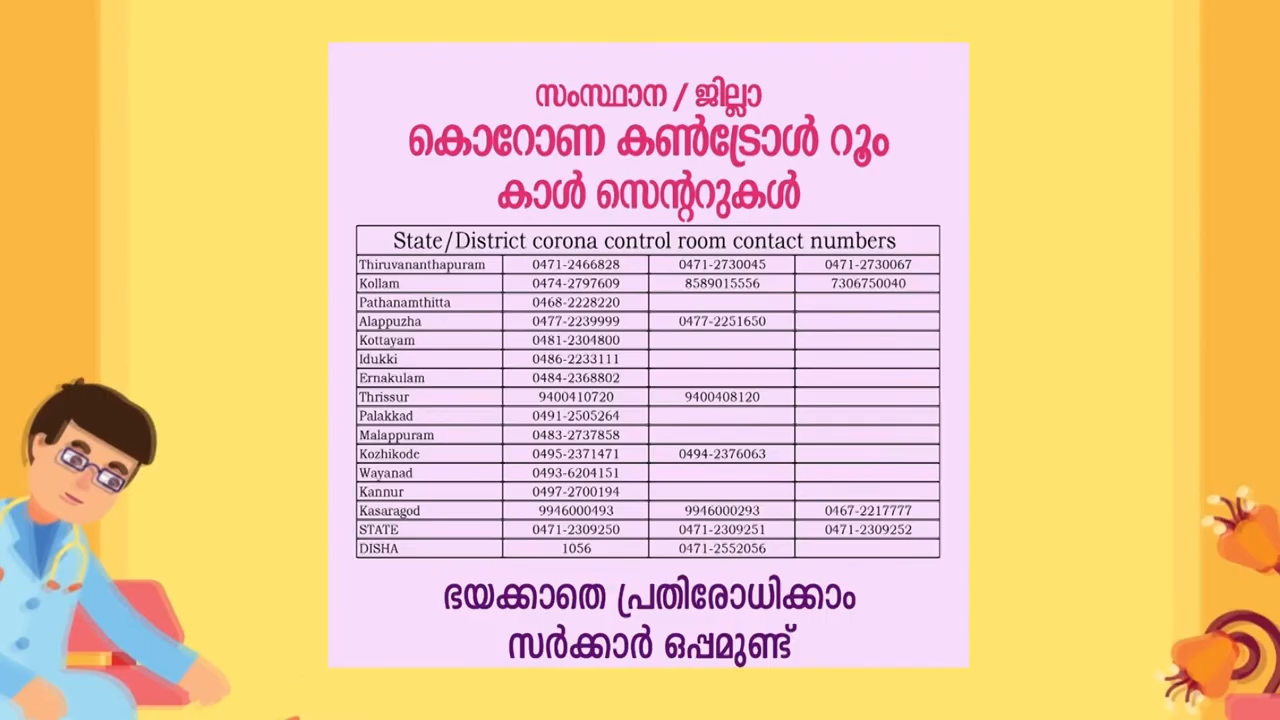 സംസ്ഥാന / ജില്ലാ
കൊറോണ കൺട്രോൾ റൂം
കാൾ സെന്ററുകൾ
State/District corona control room contact numbers
Thiruvananthapuram 0471-2466828 0471-2730045 0471-2730067
Kollam 0474-2797609 8589015556 7306750040
Pathanamthitta 0468-2228220
Alappuzha 0477-2239999 0477-2251650
Kottayam 0481-2304800
Idukki 0486-2233111
Ernakulam 0484-2368802
Thrissur 9400410720 9400408120
Palakkad 0491-2505264
Malappuram 0483-2737858
Kozhikode 0495-2371471 0494-2376063
Wayanad 0493-6204151
Kannur 0497-2700194
Kasaragod 9946000493 9946000293 0467-2217777
STATE 0471-2309250 0471-2309251 0471-2309252
DISHA 1056 0471-2552056
ഭയക്കാതെ പ്രതിരോധിക്കാം
സർക്കാർ ഒപ്പമുണ്ട്